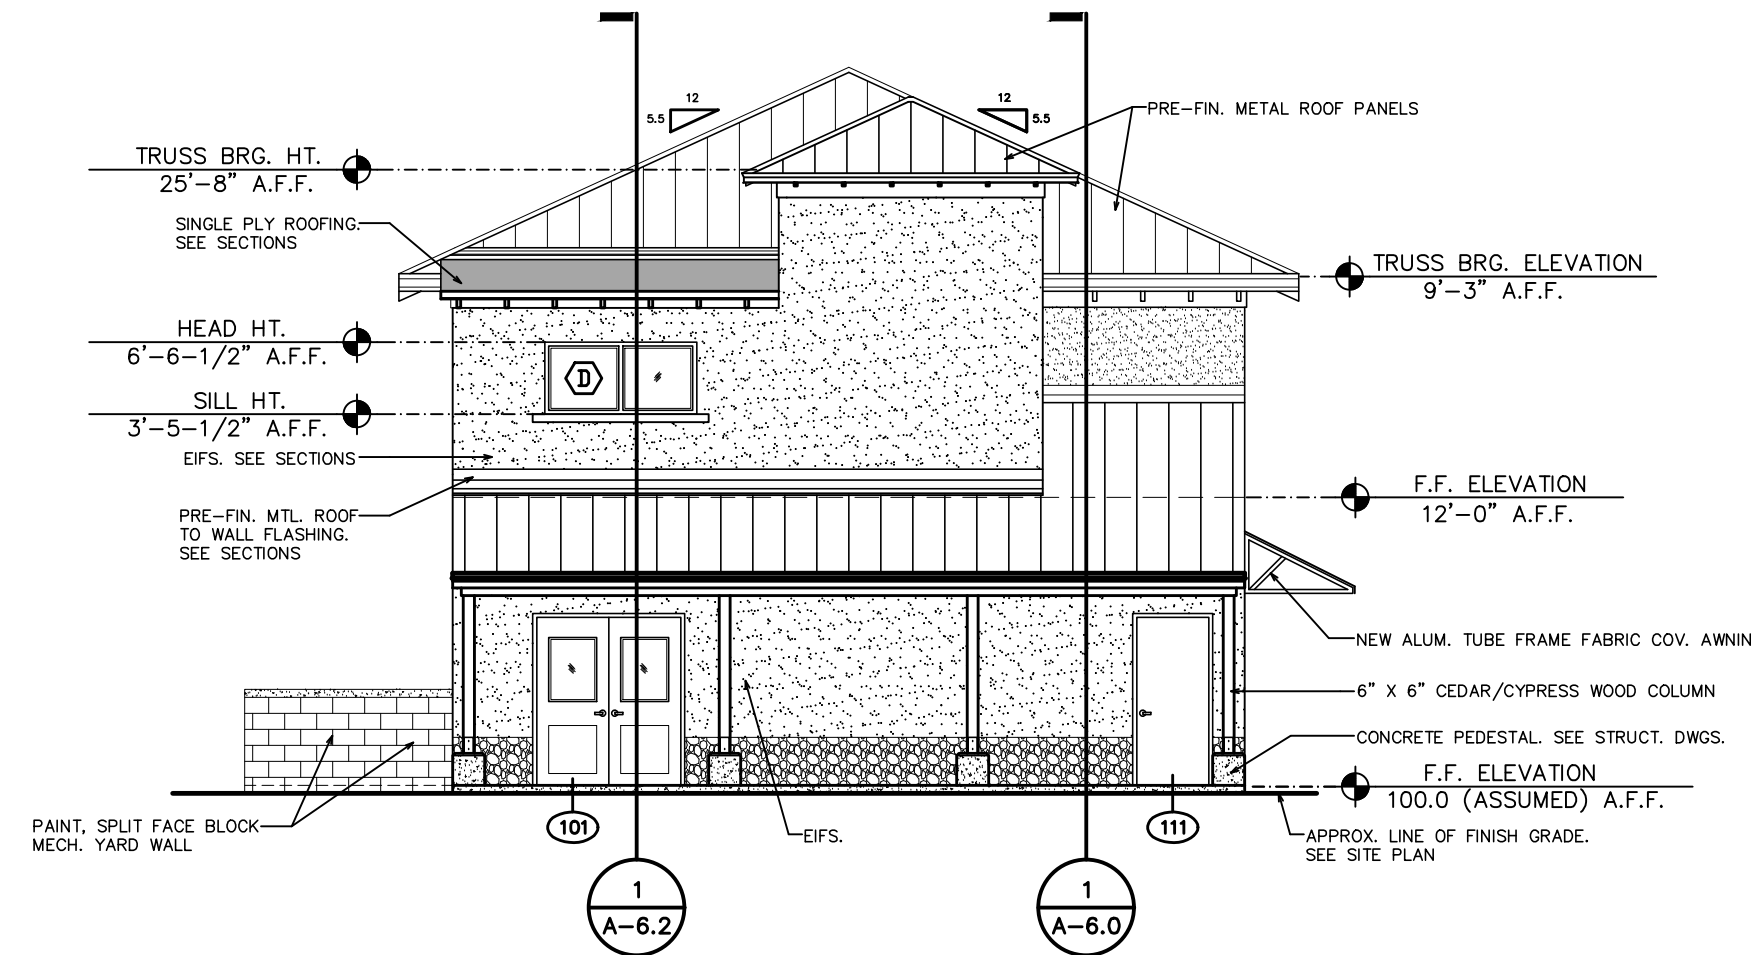 12
5.5
12
5.5
PRE-FIN. METAL ROOF PANELS
TRUSS BRG. HT.
25'-8" A.F.F.
SINGLE PLY ROOFING.
SEE SECTIONS
TRUSS BRG. ELEVATION
9'-3" A.F.F.
HEAD HT.
6'-6-1/2" A.F.F.
D
SILL HT.
3'-5-1/2" A.F.F.
EIFS. SEE SECTIONS
F.F. ELEVATION
12'-0" A.F.F.
PRE-FIN. MTL. ROOF
TO WALL FLASHING.
SEE SECTIONS
NEW ALUM. TUBE FRAME FABRIC COV. AWNIN
6" X 6" CEDAR/CYPRESS WOOD COLUMN
CONCRETE PEDESTAL. SEE STRUCT. DWGS.
F.F. ELEVATION
100.0 (ASSUMED) A.F.F.
PAINT, SPLIT FACE BLOCK
MECH. YARD WALL
101
EIFS.
111
APPROX. LINE OF FINISH GRADE.
SEE SITE PLAN
1
A-6.2
1
A-6.0